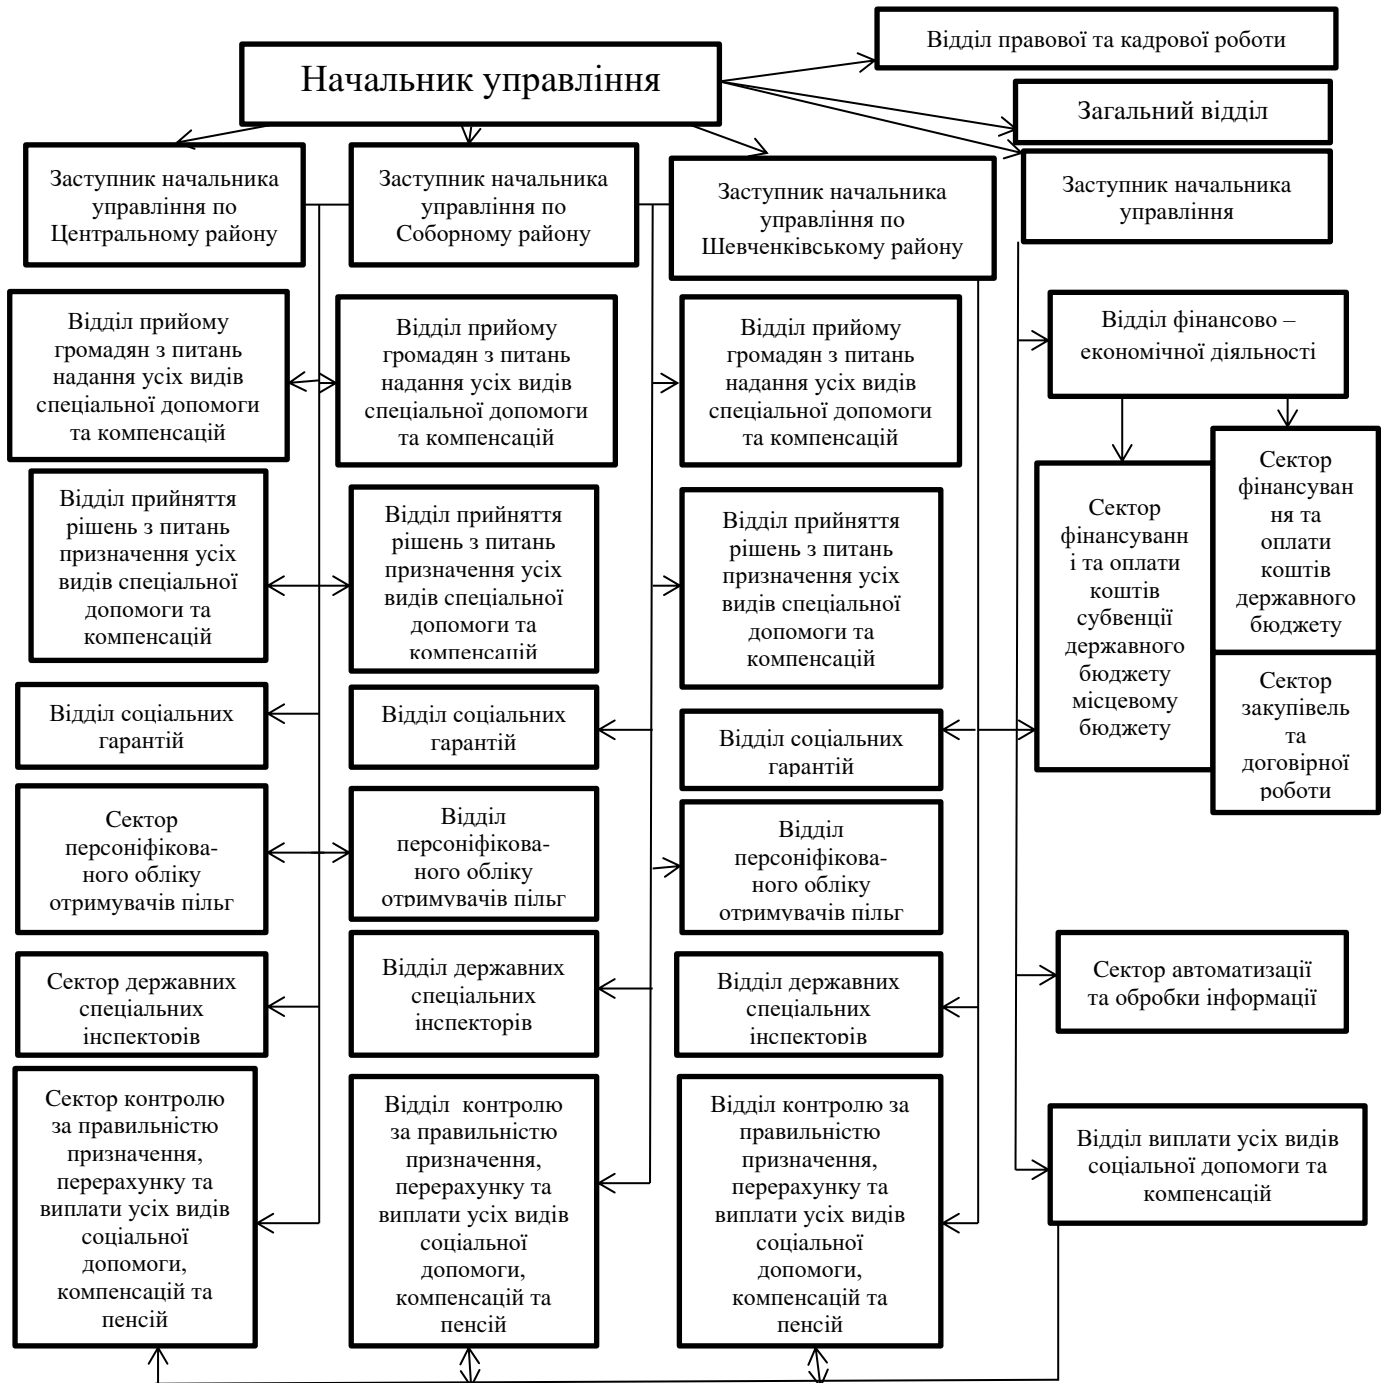 Відділ правової та кадрової роботи
Начальник управління
Загальний відділ
Заступник начальника
управління по
Центральному району
Заступник начальника
управління по
Соборному району
Заступник начальника
управління по
Шевченківському району
Заступник начальника
управління
Відділ прийому
громадян з питань
надання усіх видів
спеціальної допомоги
та компенсацій
Відділ прийому
громадян з питань
надання усіх видів
спеціальної допомоги
та компенсацій
Відділ прийому
громадян з питань
надання усіх видів
спеціальної допомоги
та компенсацій
Відділ фінансово –
економічної діяльності
Відділ прийняття
рішень з питань
призначення усіх
видів спеціальної
допомоги та
компенсацій
Відділ прийняття
рішень з питань
призначення усіх
видів спеціальної
допомоги та
компенсацій
Відділ прийняття
рішень з питань
призначення усіх
видів спеціальної
допомоги та
компенсацій
Сектор
фінансуванн
і та оплати
коштів
субвенції
державного
бюджету
місцевому
бюджету
Сектор
фінансуван
ня та
оплати
коштів
державного
бюджету
Сектор
закупівель
та
договірної
роботи
Відділ соціальних
гарантій
Відділ соціальних
гарантій
Відділ соціальних
гарантій
Сектор
персоніфікова-
ного обліку
отримувачів пільг
Відділ
персоніфікова-
ного обліку
отримувачів пільг
Відділ
персоніфікова-
ного обліку
отримувачів пільг
Сектор державних
спеціальних
інспекторів
Відділ державних
спеціальних
інспекторів
Відділ державних
спеціальних
інспекторів
Сектор автоматизації
та обробки інформації
Сектор контролю
за правильністю
призначення,
перерахунку та
виплати усіх видів
соціальної
допомоги,
компенсацій та
пенсій
Відділ  контролю
за правильністю
призначення,
перерахунку та
виплати усіх видів
соціальної
допомоги,
компенсацій та
пенсій
Відділ контролю за
правильністю
призначення,
перерахунку та
виплати усіх видів
соціальної
допомоги,
компенсацій та
пенсій
Відділ виплати усіх видів
соціальної допомоги та
компенсацій